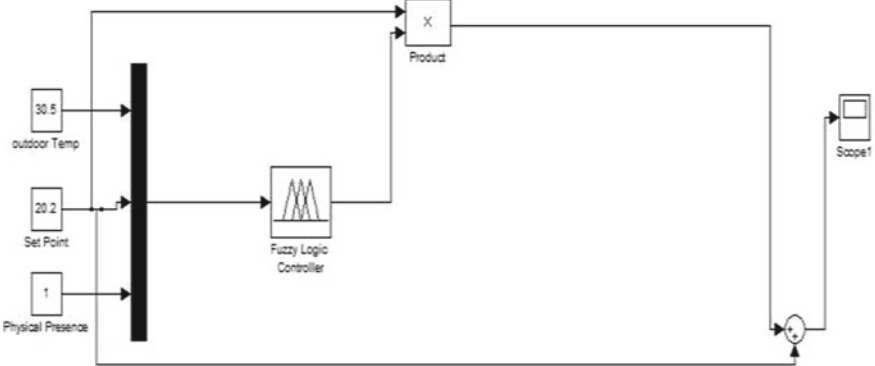 X
Product
30.5
outdoor Temp
20.2
Set Point
1
Physical Presence
Fuzzy Logic
Controller
Scope1
+
+